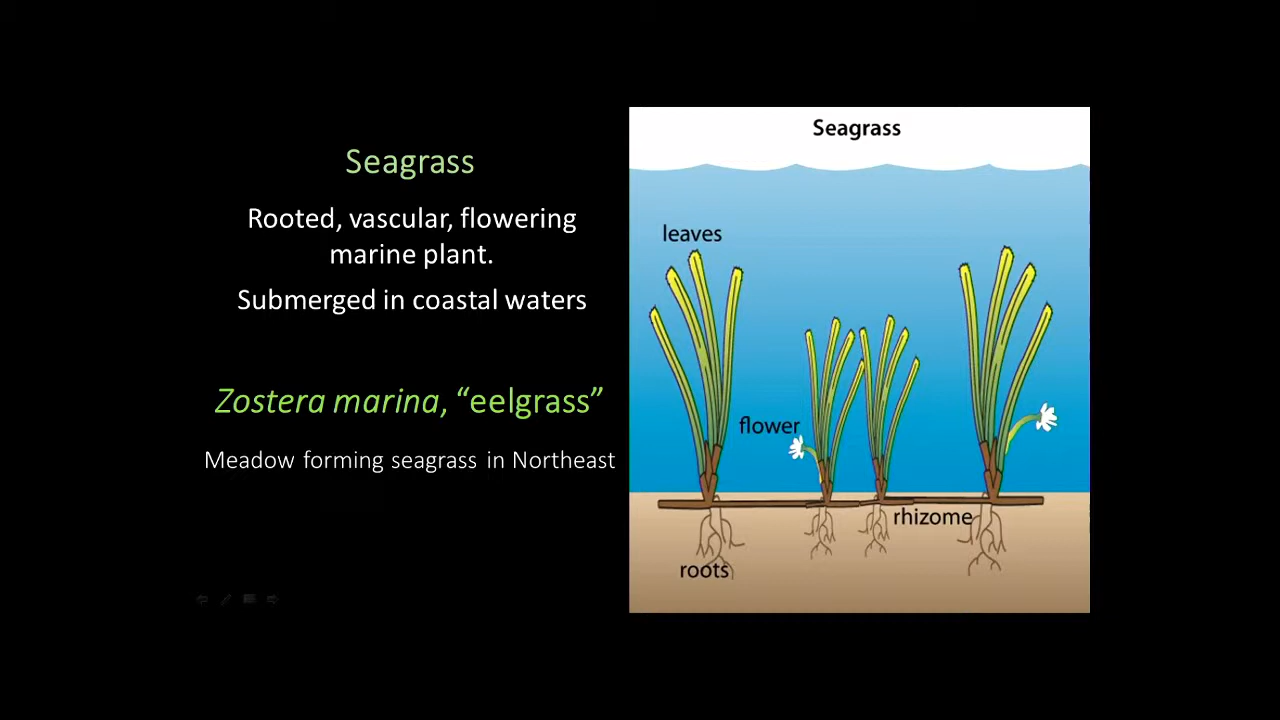 Seagrass
Rooted, vascular, flowering
marine plant.
Submerged in coastal waters
Zostera marina, “eelgrass”
Meadow forming seagrass in Northeast
Seagrass
leaves
flower
rhizome
roots